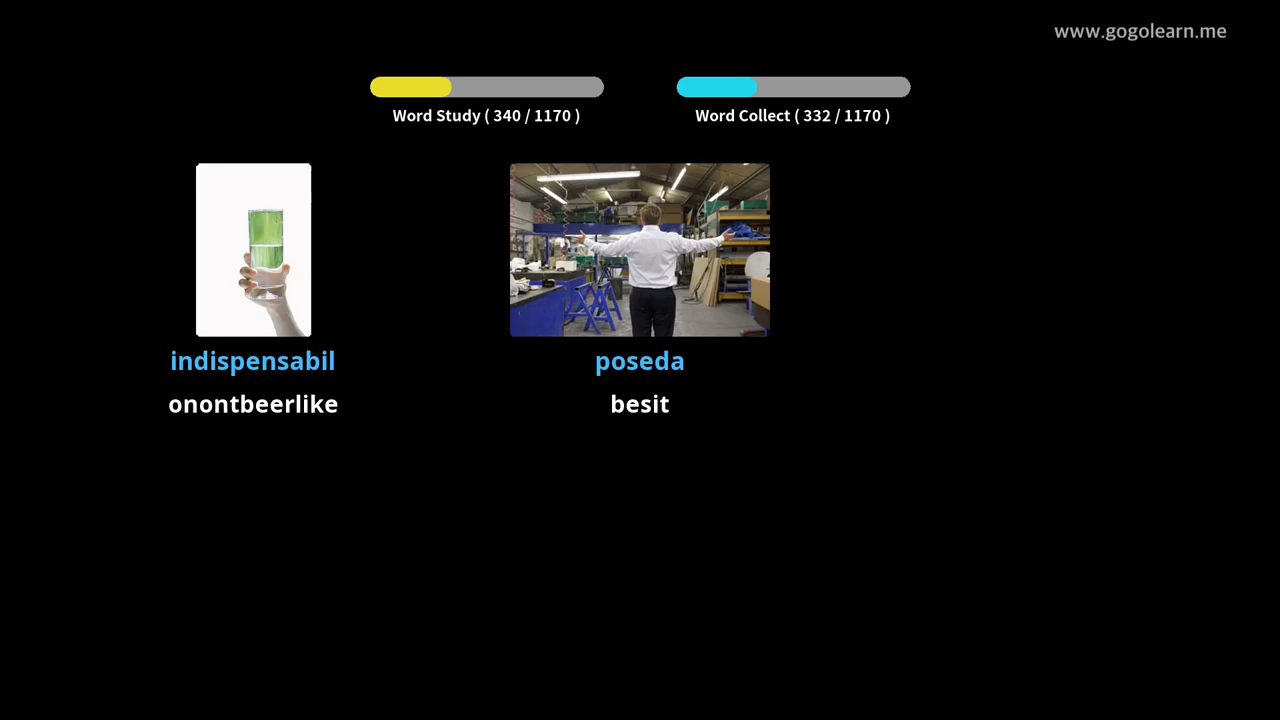 www.gogolearn.me
Word Study ( 340 / 1170 )
Word Collect ( 332 / 1170 )
indispensabil
poseda
onontbeerlike
besit